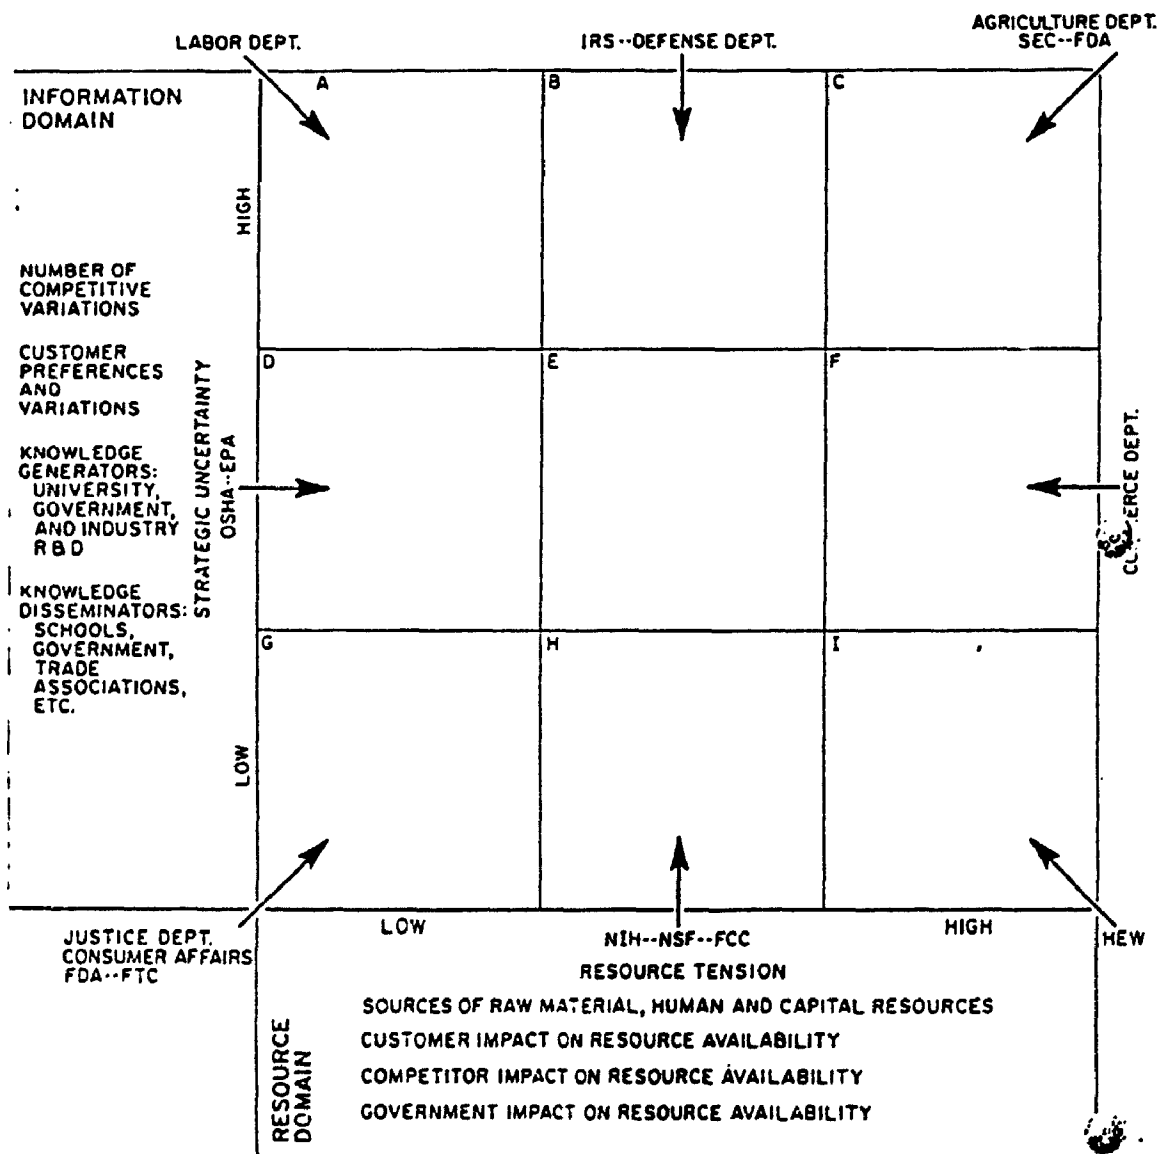 LABOR DEPT.
IRS--DEFENSE DEPT.
AGRICULTURE DEPT.
SEC--FDA
INFORMATION
DOMAIN
A
B
C
HIGH
NUMBER OF
COMPETITIVE
VARIATIONS
CUSTOMER
PREFERENCES
AND
VARIATIONS
KNOWLEDGE
GENERATORS:
UNIVERSITY,
GOVERNMENT,
AND INDUSTRY
R&D
KNOWLEDGE
DISSEMINATORS:
SCHOOLS,
GOVERNMENT,
TRADE
ASSOCIATIONS,
ETC.
STRATEGIC UNCERTAINTY
OSHA--EPA
D
E
F
DEPT.
G
H
I
LOW
LOW
HIGH
JUSTICE DEPT.
CONSUMER AFFAIRS
FDA--FTC
NIH--NSF--FCC
HEW
RESOURCE TENSION
RESOURCE
DOMAIN
SOURCES OF RAW MATERIAL, HUMAN AND CAPITAL RESOURCES
CUSTOMER IMPACT ON RESOURCE AVAILABILITY
COMPETITOR IMPACT ON RESOURCE AVAILABILITY
GOVERNMENT IMPACT ON RESOURCE AVAILABILITY